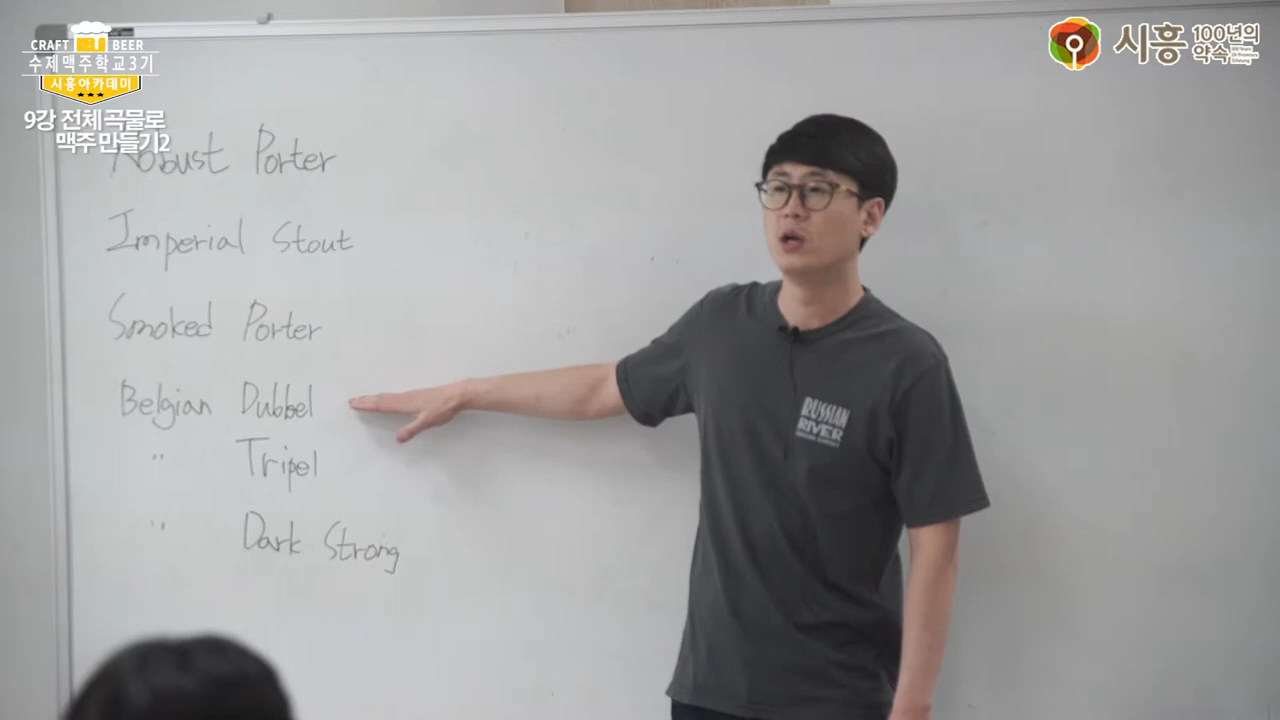 CRAFT BEER
수제맥주학교3기
시흥아카데미
9강 전체곡물로
맥주 만들기2
시흥 100년의
약속
Robust Porter
Imperial Stout
Smoked Porter
Belgian Dubbel
" Tripel
" Dark Strong
RUSSIAN
RIVER